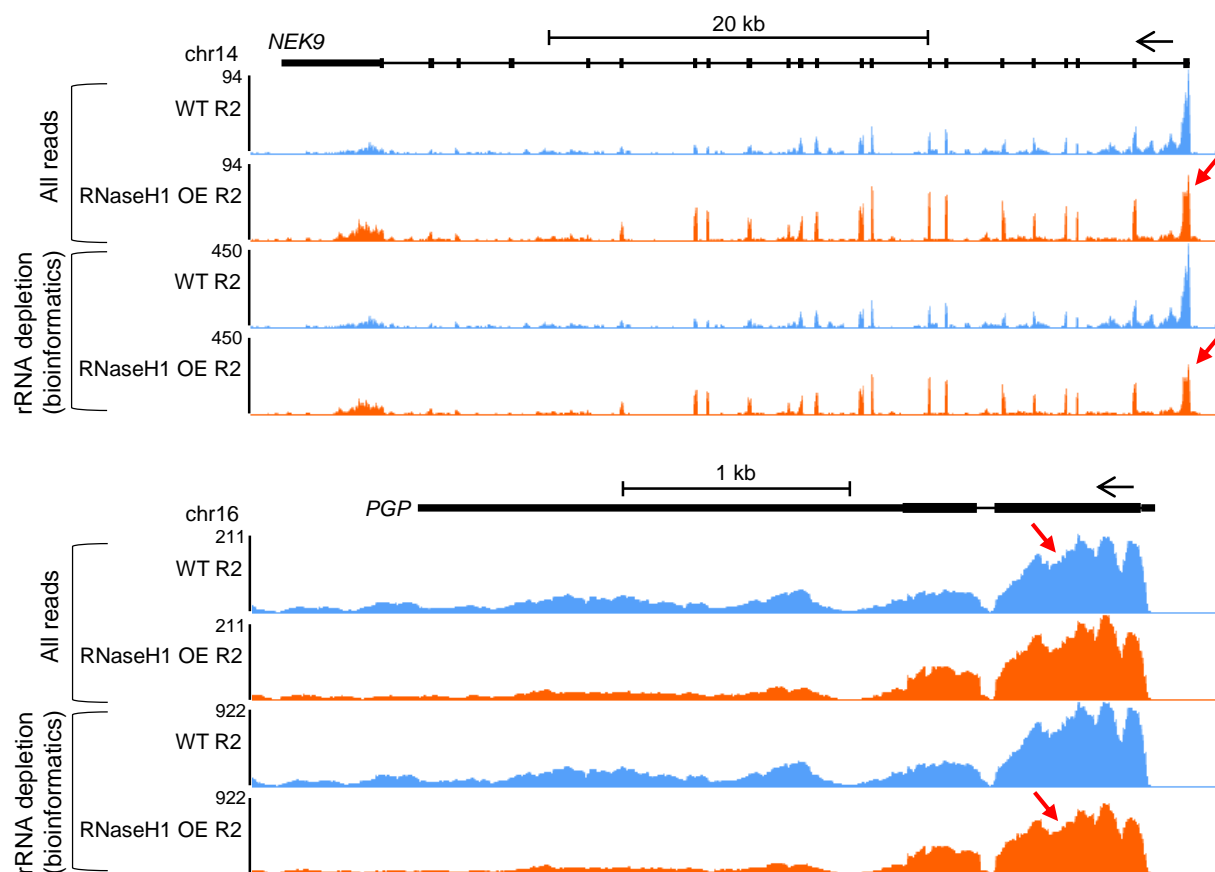 20 kb
NEK9
chr14
94
WT R2
94
RNaseH1 OE R2
All reads
450
WT R2
450
RNaseH1 OE R2
rRNA depletion
(bioinformatics)
1 kb
PGP
chr16
211
WT R2
211
RNaseH1 OE R2
All reads
922
WT R2
922
RNaseH1 OE R2
rRNA depletion
(bioinformatics)